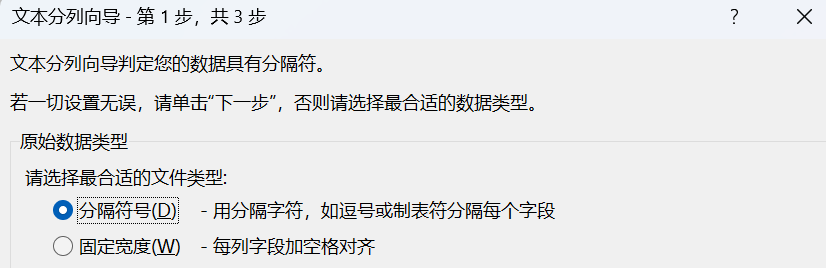 文本分列向导 - 第 1 步，共 3 步 ?
文本分列向导判定您的数据具有分隔符。
若一切设置无误，请单击“下一步”，否则请选择最合适的数据类型。
原始数据类型
请选择最合适的文件类型:
分隔符号(D) - 用分隔字符，如逗号或制表符分隔每个字段
固定宽度(W) - 每列字段加空格对齐